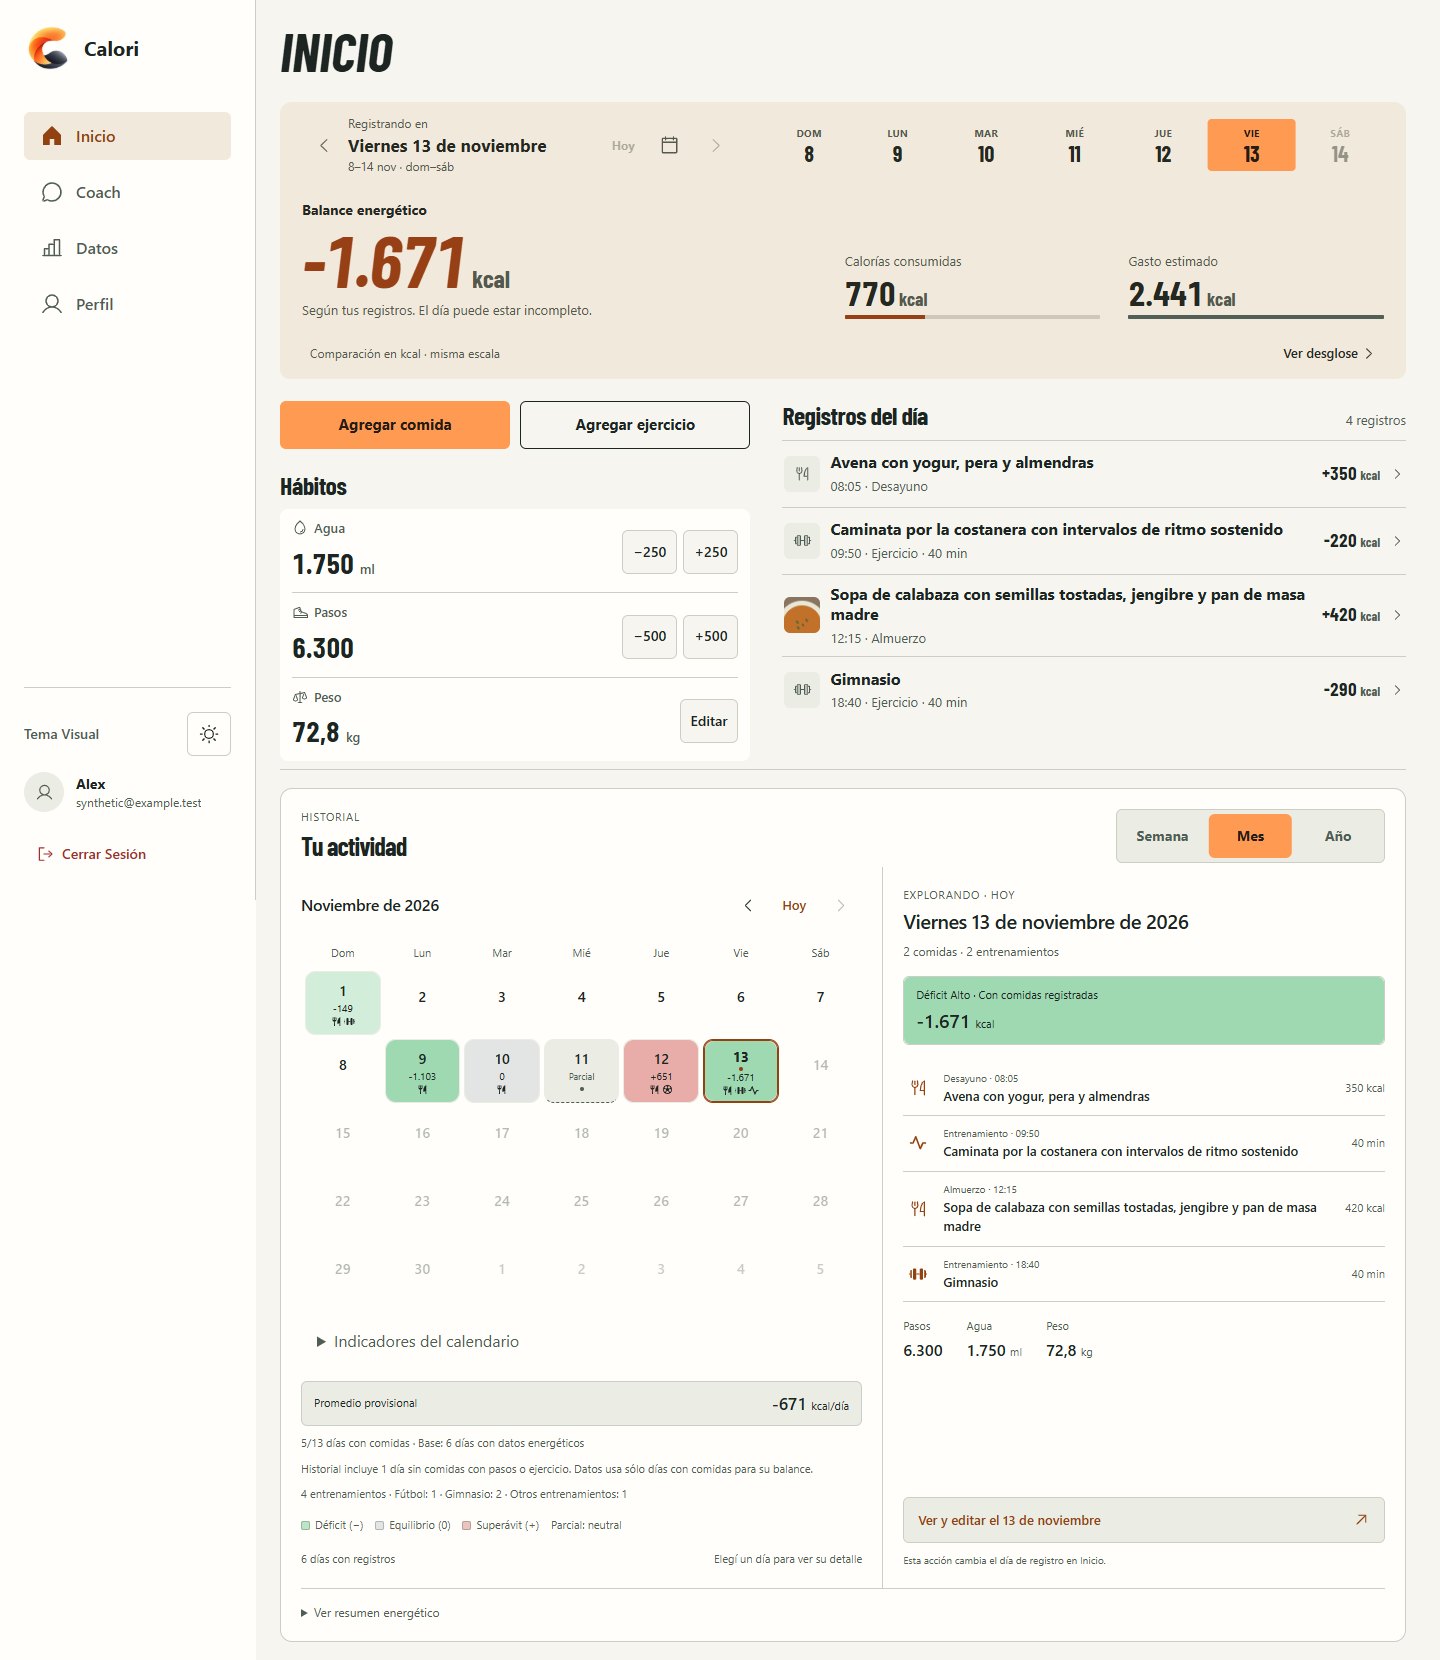 Calori
Inicio
Coach
Datos
Perfil
Tema Visual
Alex
synthetic@example.test
Cerrar Sesión
INICIO
Registrando en
Viernes 13 de noviembre
8–14 nov · dom–sáb
Hoy
DOM LUN MAR MIÉ JUE VIE SÁB
8 9 10 11 12 13 14
Balance energético
-1.671 kcal
Según tus registros. El día puede estar incompleto.
Calorías consumidas
770 kcal
Gasto estimado
2.441 kcal
Comparación en kcal · misma escala
Ver desglose
Agregar comida
Agregar ejercicio
Hábitos
Agua
1.750 ml
−250 +250
Pasos
6.300
−500 +500
Peso
72,8 kg
Editar
Registros del día
4 registros
Avena con yogur, pera y almendras
08:05 · Desayuno
+350 kcal
Caminata por la costanera con intervalos de ritmo sostenido
09:50 · Ejercicio · 40 min
-220 kcal
Sopa de calabaza con semillas tostadas, jengibre y pan de masa
madre
12:15 · Almuerzo
+420 kcal
Gimnasio
18:40 · Ejercicio · 40 min
-290 kcal
HISTORIAL
Tu actividad
Semana Mes Año
Noviembre de 2026
Hoy
Dom Lun Mar Mié Jue Vie Sáb
1 2 3 4 5 6 7
-149
8 9 10 11 12 13 14
-1.103 0 Parcial +651 -1.671
15 16 17 18 19 20 21
22 23 24 25 26 27 28
29 30 1 2 3 4 5
Indicadores del calendario
Promedio provisional
-671 kcal/día
5/13 días con comidas · Base: 6 días con datos energéticos
Historial incluye 1 día sin comidas con pasos o ejercicio. Datos usa sólo días con comidas para su balance.
4 entrenamientos · Fútbol: 1 · Gimnasio: 2 · Otros entrenamientos: 1
Déficit (−) Equilibrio (0) Superávit (+) Parcial: neutral
6 días con registros
Elegí un día para ver su detalle
EXPLORANDO · HOY
Viernes 13 de noviembre de 2026
2 comidas · 2 entrenamientos
Déficit Alto · Con comidas registradas
-1.671 kcal
Desayuno · 08:05
Avena con yogur, pera y almendras
350 kcal
Entrenamiento · 09:50
Caminata por la costanera con intervalos de ritmo sostenido
40 min
Almuerzo · 12:15
Sopa de calabaza con semillas tostadas, jengibre y pan de masa
madre
420 kcal
Entrenamiento · 18:40
Gimnasio
40 min
Pasos Agua Peso
6.300 1.750 ml 72,8 kg
Ver y editar el 13 de noviembre
Esta acción cambia el día de registro en Inicio.
Ver resumen energético